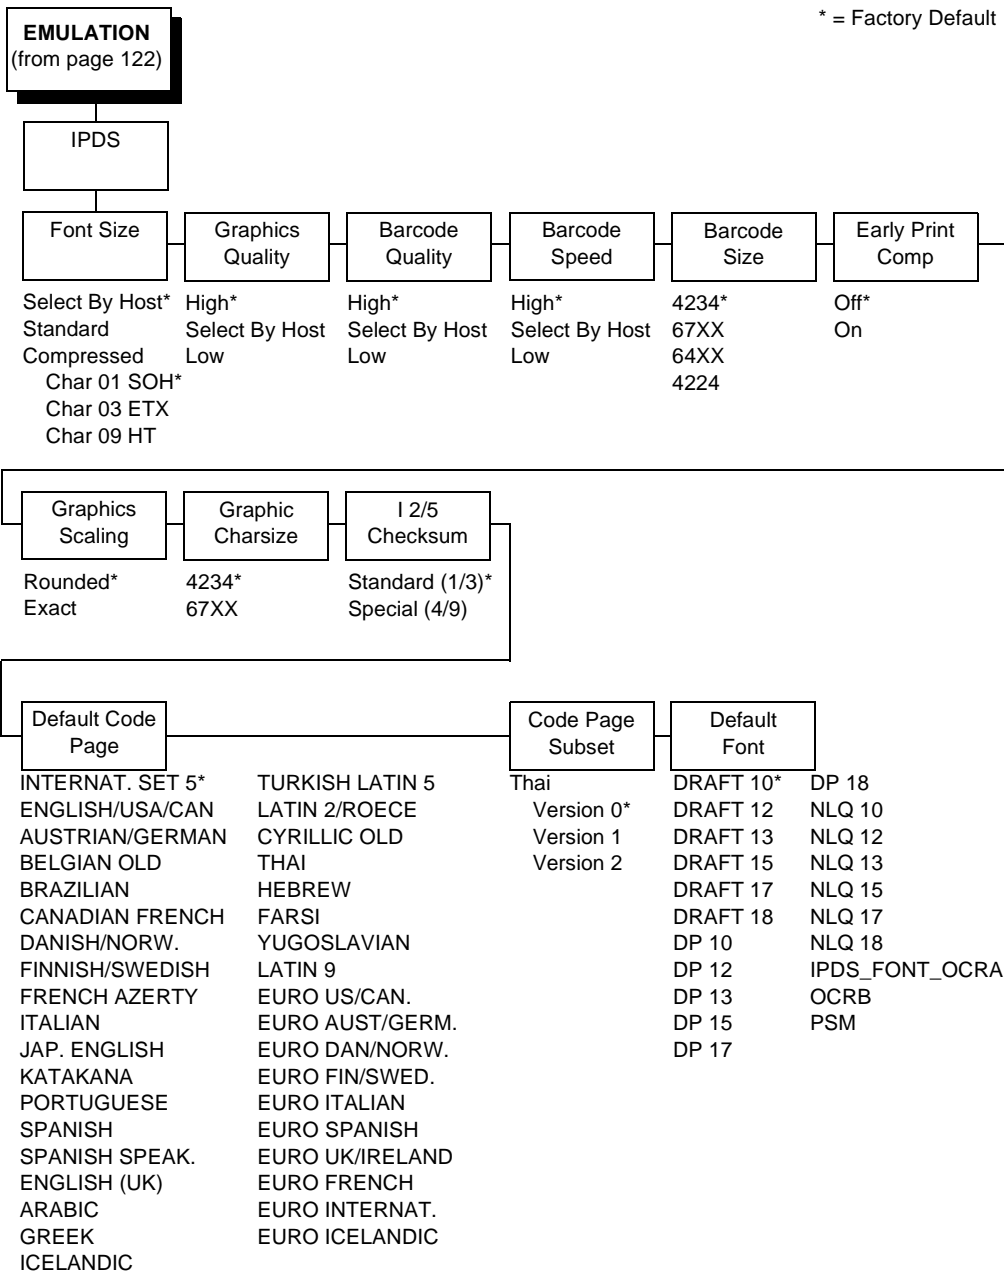 * = Factory Default
EMULATION
(from page 122)
IPDS
Font Size
Select By Host*
Standard
Compressed
Char 01 SOH*
Char 03 ETX
Char 09 HT
Graphics
Quality
High*
Select By Host
Low
Barcode
Quality
High*
Select By Host
Low
Barcode
Speed
High*
Select By Host
Low
Barcode
Size
4234*
67XX
64XX
4224
Early Print
Comp
Off*
On
Graphics
Scaling
Rounded*
Exact
Graphic
Charsize
4234*
67XX
I 2/5
Checksum
Standard (1/3)*
Special (4/9)
Default Code
Page
INTERNAT. SET 5*
ENGLISH/USA/CAN
AUSTRIAN/GERMAN
BELGIAN OLD
BRAZILIAN
CANADIAN FRENCH
DANISH/NORW.
FINNISH/SWEDISH
FRENCH AZERTY
ITALIAN
JAP. ENGLISH
KATAKANA
PORTUGUESE
SPANISH
SPANISH SPEAK.
ENGLISH (UK)
ARABIC
GREEK
ICELANDIC
TURKISH LATIN 5
LATIN 2/ROECE
CYRILLIC OLD
THAI
HEBREW
FARSI
YUGOSLAVIAN
LATIN 9
EURO US/CAN.
EURO AUST/GERM.
EURO DAN/NORW.
EURO FIN/SWED.
EURO ITALIAN
EURO SPANISH
EURO UK/IRELAND
EURO FRENCH
EURO INTERNAT.
EURO ICELANDIC
Code Page
Subset
Thai
Version 0*
Version 1
Version 2
Default
Font
DRAFT 10*
DRAFT 12
DRAFT 13
DRAFT 15
DRAFT 17
DRAFT 18
DP 10
DP 12
DP 13
DP 15
DP 17
DP 18
NLQ 10
NLQ 12
NLQ 13
NLQ 15
NLQ 17
NLQ 18
IPDS_FONT_OCRA
OCRB
PSM